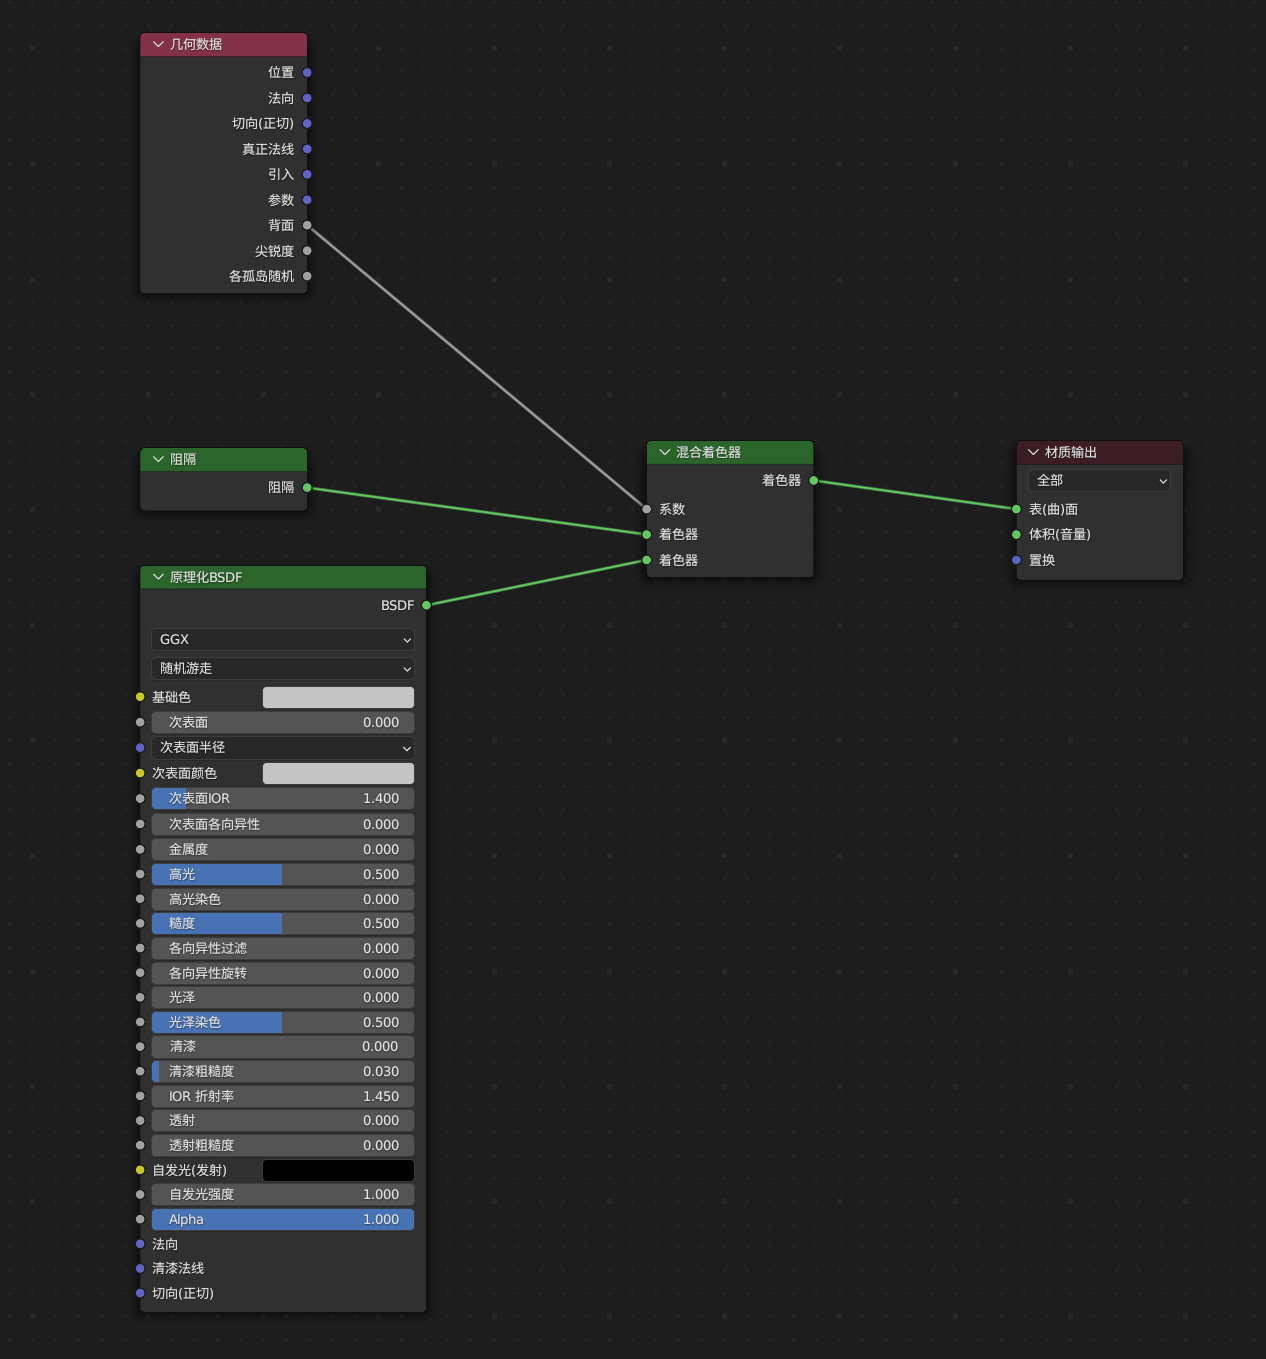 几何数据
位置
法向
切向(正切)
真正法线
引入
参数
背面
尖锐度
各孤岛随机
阻隔
阻隔
原理化BSDF
BSDF
GGX
随机游走
基础色
次表面 0.000
次表面半径
次表面颜色
次表面IOR 1.400
次表面各向异性 0.000
金属度 0.000
高光 0.500
高光染色 0.000
糙度 0.500
各向异性过滤 0.000
各向异性旋转 0.000
光泽 0.000
光泽染色 0.500
清漆 0.000
清漆粗糙度 0.030
IOR 折射率 1.450
透射 0.000
透射粗糙度 0.000
自发光(发射)
自发光强度 1.000
Alpha 1.000
法向
清漆法线
切向(正切)
混合着色器
着色器
系数
着色器
着色器
材质输出
全部
表(曲)面
体积(音量)
置换